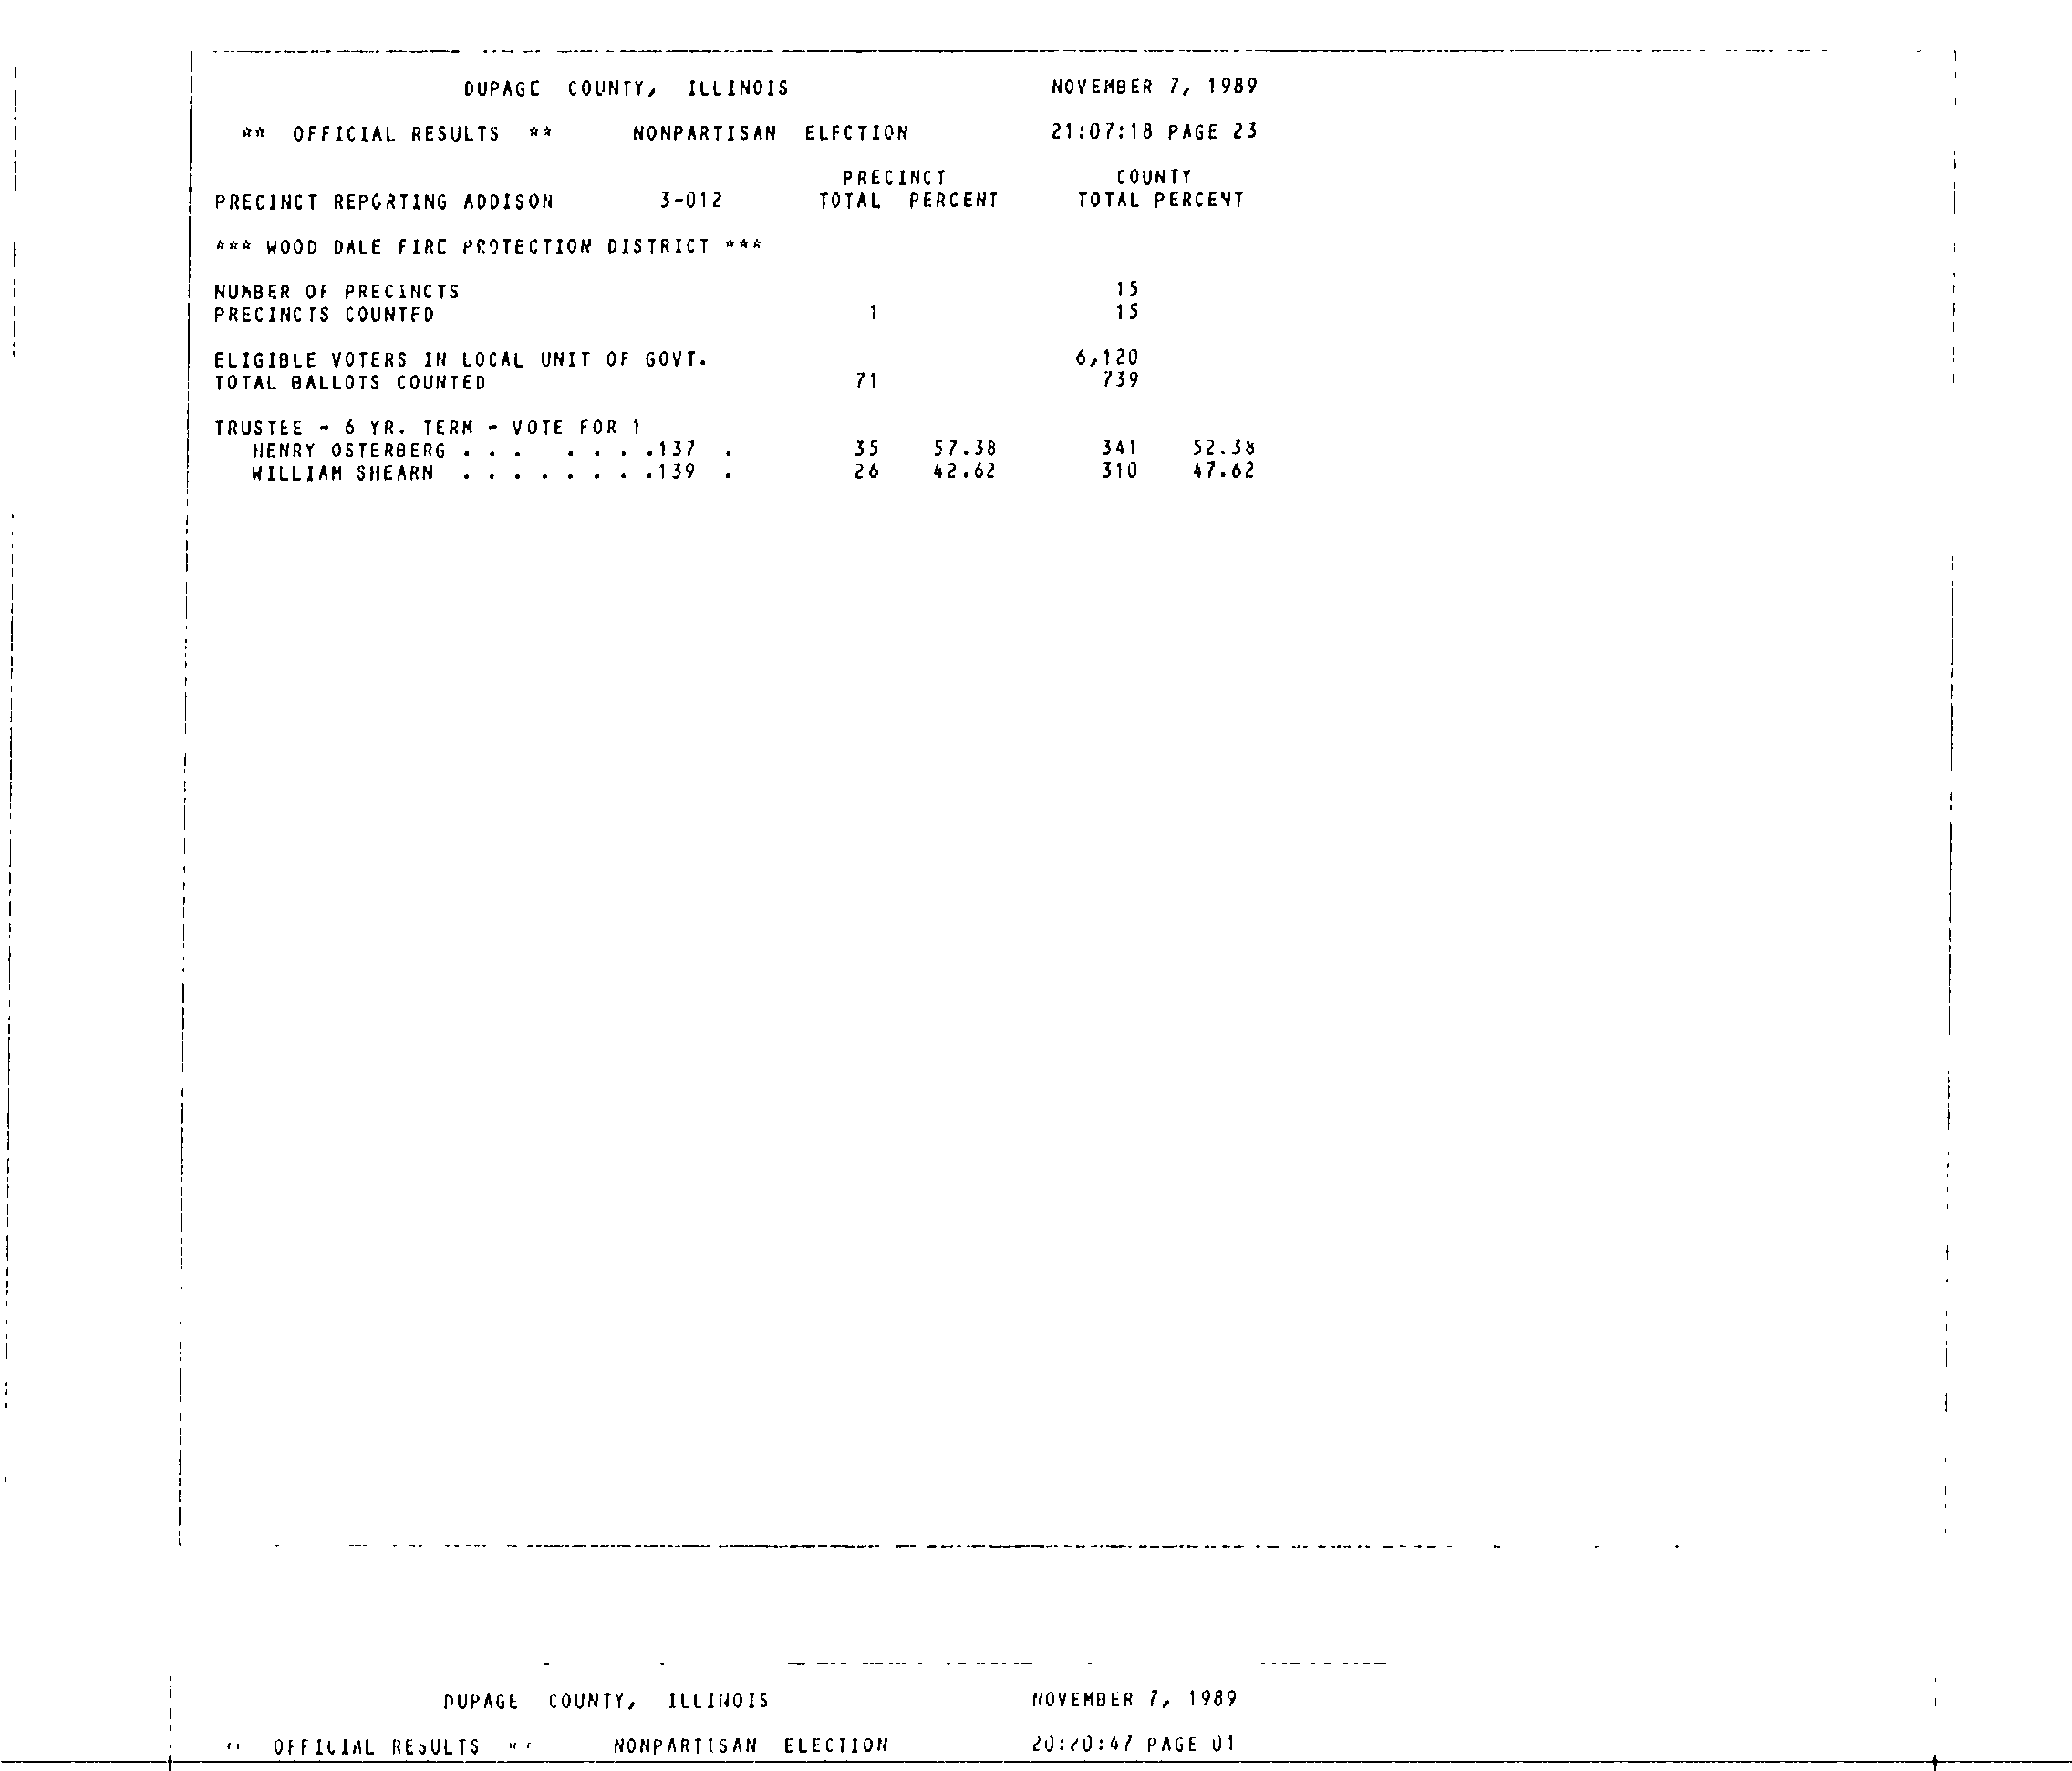 DUPAGE COUNTY, ILLINOIS NOVEMBER 7, 1989
** OFFICIAL RESULTS ** NONPARTISAN ELECTION 21:07:18 PAGE 23
PRECINCT COUNTY
PRECINCT REPORTING ADDISON 3-012 TOTAL PERCENT TOTAL PERCENT
*** WOOD DALE FIRE PROTECTION DISTRICT ***
NUMBER OF PRECINCTS 15
PRECINCTS COUNTED 1 15
ELIGIBLE VOTERS IN LOCAL UNIT OF GOVT. 6,120
TOTAL BALLOTS COUNTED 71 739
TRUSTEE - 6 YR. TERM - VOTE FOR 1
HENRY OSTERBERG . . . . . . .137 . 35 57.38 341 52.38
WILLIAM SHEARN . . . . . . . .139 . 26 42.62 310 47.62
DUPAGE COUNTY, ILLINOIS NOVEMBER 7, 1989
OFFICIAL RESULTS NONPARTISAN ELECTION 20:20:47 PAGE 01